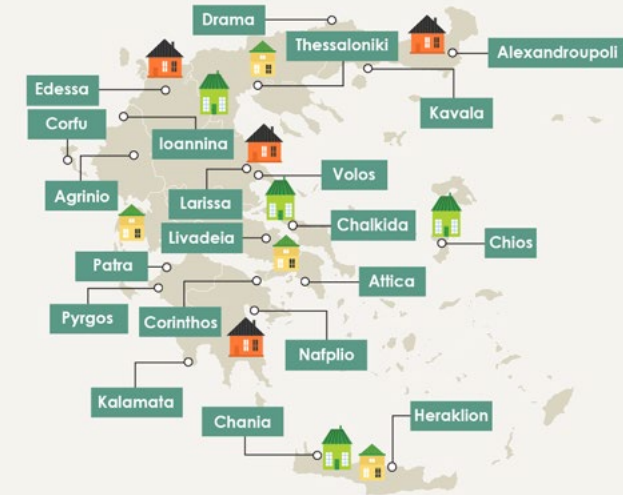 Drama
Thessaloniki
Alexandroupoli
Edessa
Kavala
Corfu
Ioannina
Volos
Agrinio
Larissa
Chalkida
Livadeia
Chios
Patra
Attica
Pyrgos
Corinthos
Nafplio
Kalamata
Chania
Heraklion